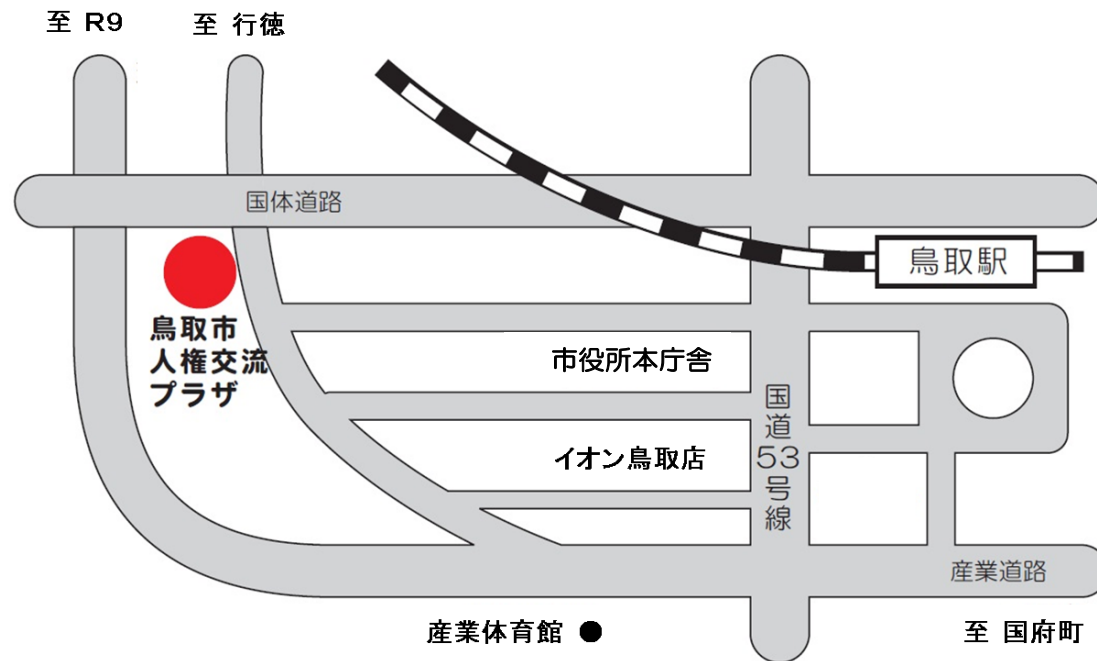 至 R9
至 行徳
国体道路
鳥取駅
鳥取市
人権交流
プラザ
市役所本庁舎
国道53号線
イオン鳥取店
産業道路
産業体育館
至 国府町